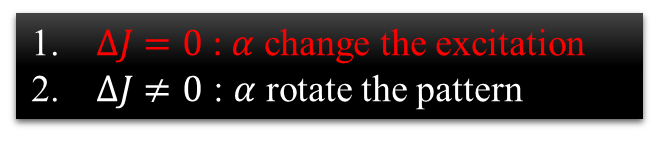 1. Δ𝐽 = 0 : 𝛼 change the excitation
2. Δ𝐽 ≠ 0 : 𝛼 rotate the pattern